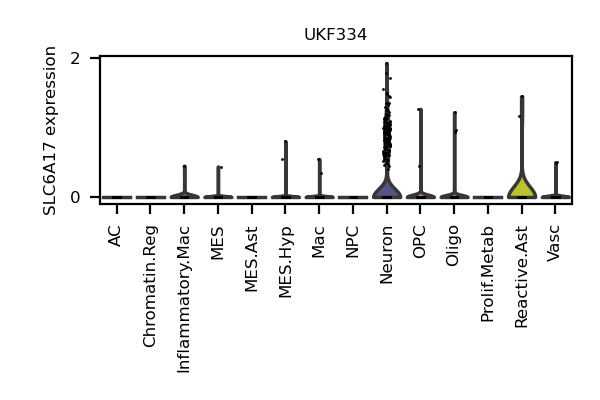 UKF334
SLC6A17 expression
2
0
AC
Chromatin.Reg
Inflammatory.Mac
MES
MES.Ast
MES.Hyp
Mac
NPC
Neuron
OPC
Oligo
Prolif.Metab
Reactive.Ast
Vasc